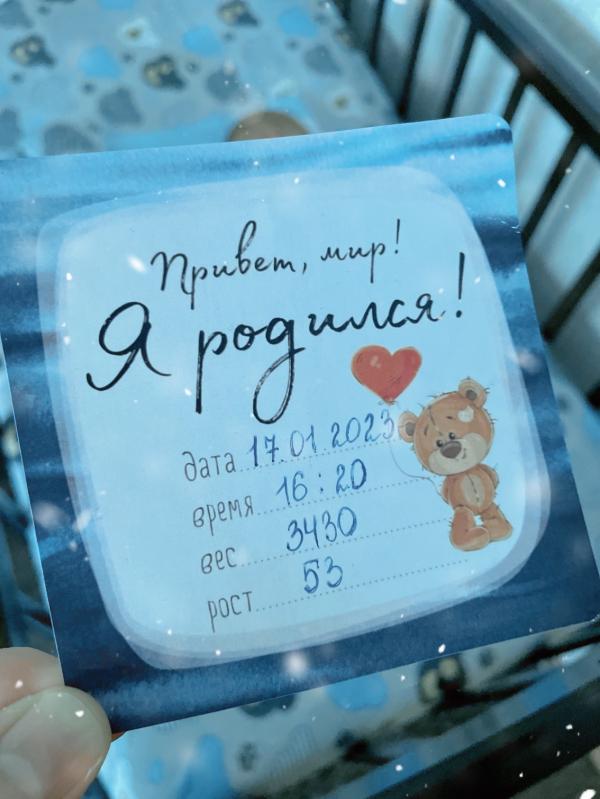 Привет, мир!
Я родился!
дата 17.01 2023
время 16:20
вес 3430
рост 53